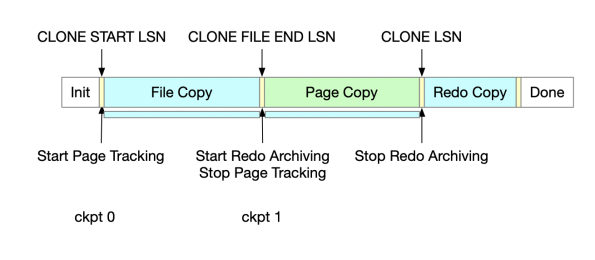 CLONE START LSN CLONE FILE END LSN CLONE LSN
Init File Copy Page Copy Redo Copy Done
Start Page Tracking Start Redo Archiving Stop Redo Archiving
Stop Page Tracking
ckpt 0 ckpt 1